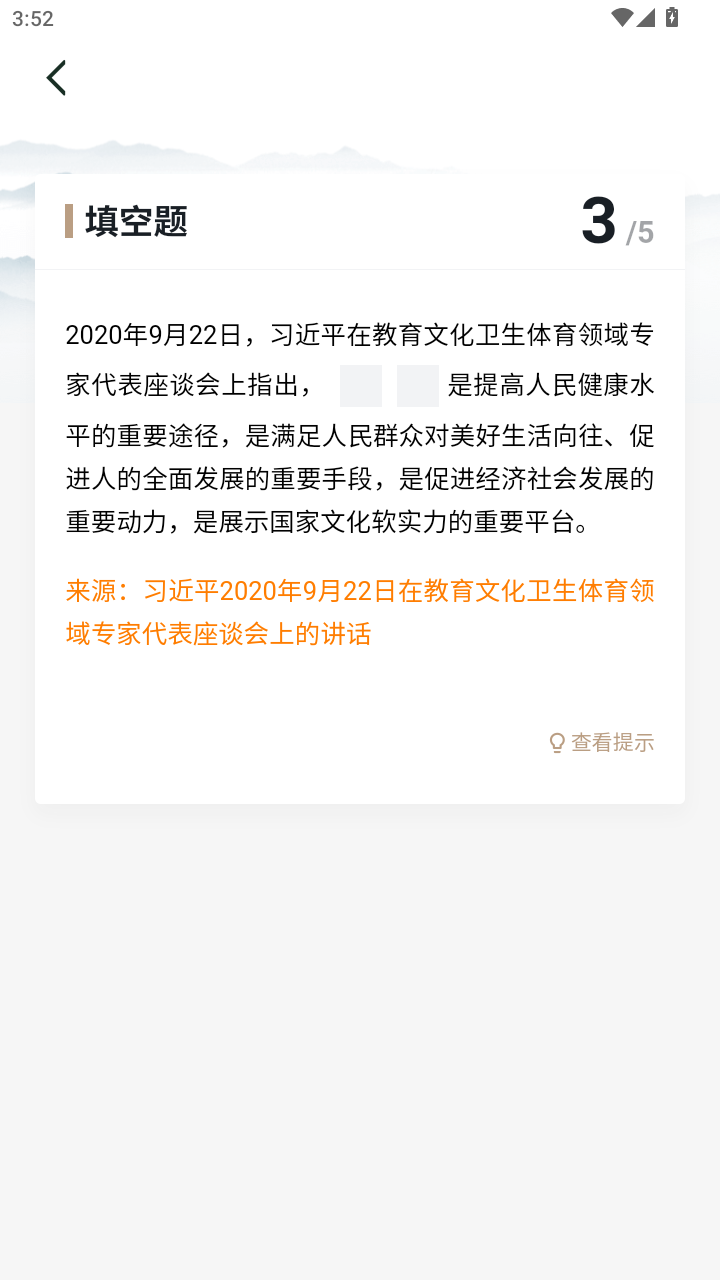 3:52
填空题
3 /5
2020年9月22日，习近平在教育文化卫生体育领域专
家代表座谈会上指出， 是提高人民健康水
平的重要途径，是满足人民群众对美好生活向往、促
进人的全面发展的重要手段，是促进经济社会发展的
重要动力，是展示国家文化软实力的重要平台。
来源：习近平2020年9月22日在教育文化卫生体育领
域专家代表座谈会上的讲话
查看提示